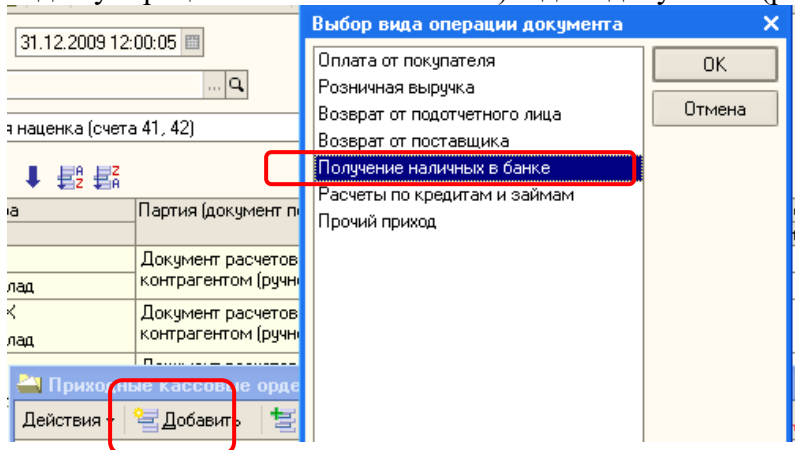 Выбор вида операции документа
31.12.2009 12:00:05
Оплата от покупателя
OK
...
Розничная выручка
Отмена
Возврат от подотчетного лица
я наценка (счета 41, 42)
Возврат от поставщика
Получение наличных в банке
Расчеты по кредитам и займам
Партия (документ п
Прочий приход
Документ расчетов
контрагентом (ручн
лад
Документ расчетов
контрагентом (ручн
лад
Приходные кассовые орде
Действия
Добавить